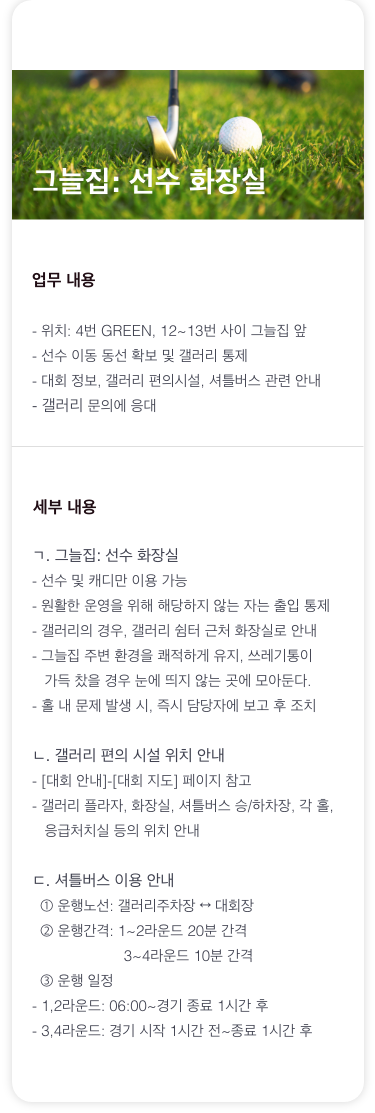 그늘집: 선수 화장실
업무 내용
- 위치: 4번 GREEN, 12~13번 사이 그늘집 앞
- 선수 이동 동선 확보 및 갤러리 통제
- 대회 정보, 갤러리 편의시설, 셔틀버스 관련 안내
- 갤러리 문의에 응대
세부 내용
ㄱ. 그늘집: 선수 화장실
- 선수 및 캐디만 이용 가능
- 원활한 운영을 위해 해당하지 않는 자는 출입 통제
- 갤러리의 경우, 갤러리 쉼터 근처 화장실로 안내
- 그늘집 주변 환경을 쾌적하게 유지, 쓰레기통이
가득 찼을 경우 눈에 띄지 않는 곳에 모아둔다.
- 홀 내 문제 발생 시, 즉시 담당자에 보고 후 조치
ㄴ. 갤러리 편의 시설 위치 안내
- [대회 안내]-[대회 지도] 페이지 참고
- 갤러리 플라자, 화장실, 셔틀버스 승/하차장, 각 홀,
응급처치실 등의 위치 안내
ㄷ. 셔틀버스 이용 안내
① 운행노선: 갤러리주차장 ↔ 대회장
② 운행간격: 1~2라운드 20분 간격
3~4라운드 10분 간격
③ 운행 일정
- 1,2라운드: 06:00~경기 종료 1시간 후
- 3,4라운드: 경기 시작 1시간 전~종료 1시간 후